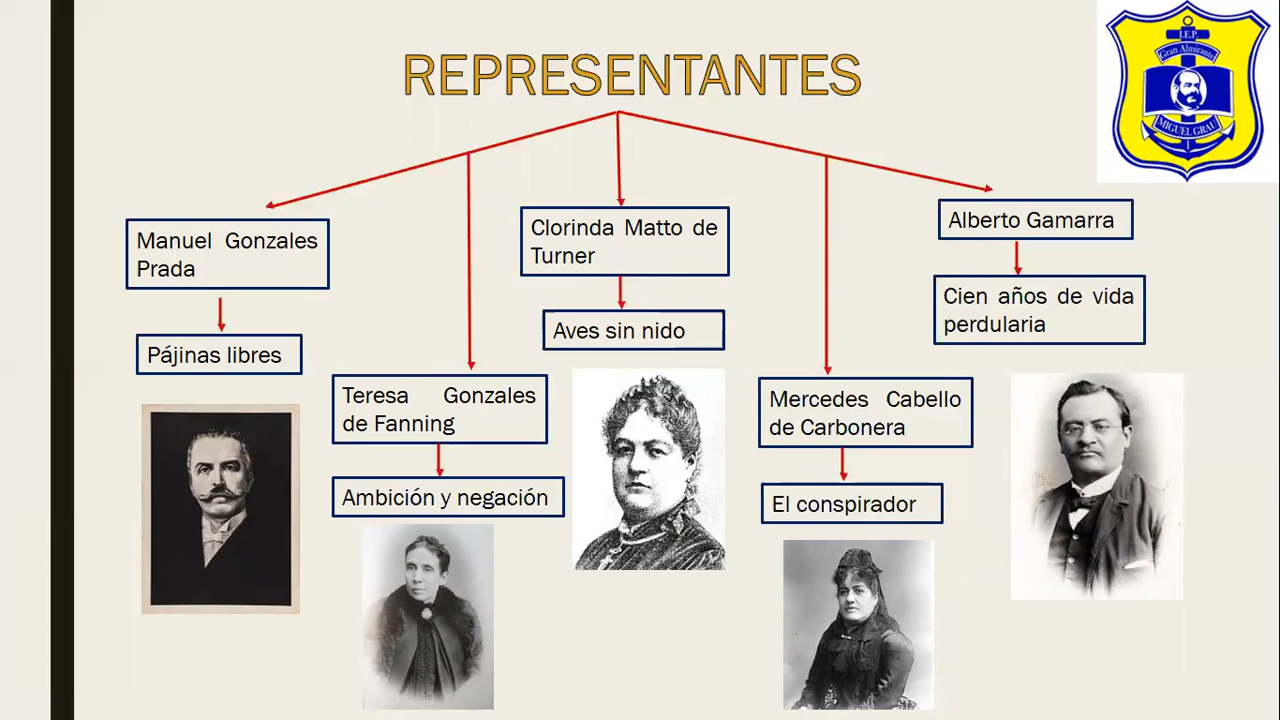 REPRESENTANTES
I.E.P.
Gran Almirante
MIGUEL GRAU
Manuel Gonzales
Prada
Pájinas libres
Teresa Gonzales
de Fanning
Ambición y negación
Clorinda Matto de
Turner
Aves sin nido
Mercedes Cabello
de Carbonera
El conspirador
Alberto Gamarra
Cien años de vida
perdularia